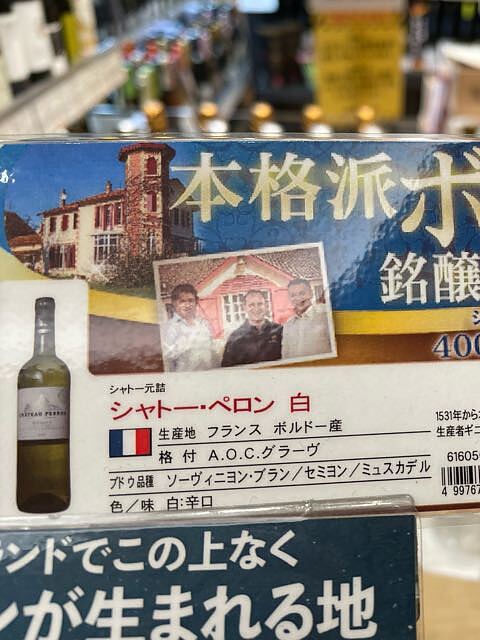 本格派ボ
銘醸
400
シャトー元詰
シャトー・ペロン 白
生産地 フランス ボルドー産
格付 A.O.C.グラーヴ
ブドウ品種 ソーヴィニヨン・ブラン／セミヨン／ミュスカデル
色／味 白:辛口
1531年から
生産者ギニ
61605
4 99767
CHATEAU PERRON
ランドでこの上なく
ンが生まれる地